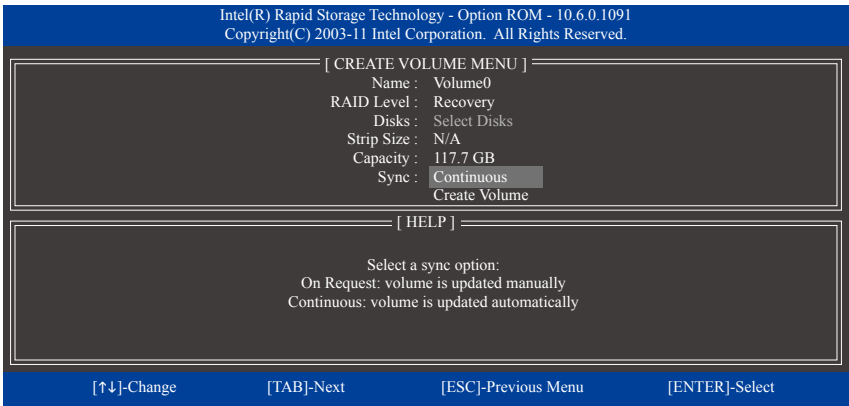 Intel(R) Rapid Storage Technology - Option ROM - 10.6.0.1091
Copyright(C) 2003-11 Intel Corporation. All Rights Reserved.
[ CREATE VOLUME MENU ]
Name : Volume0
RAID Level : Recovery
Disks : Select Disks
Strip Size : N/A
Capacity : 117.7 GB
Sync : Continuous
Create Volume
[ HELP ]
Select a sync option:
On Request: volume is updated manually
Continuous: volume is updated automatically
[↑↓]-Change [TAB]-Next [ESC]-Previous Menu [ENTER]-Select